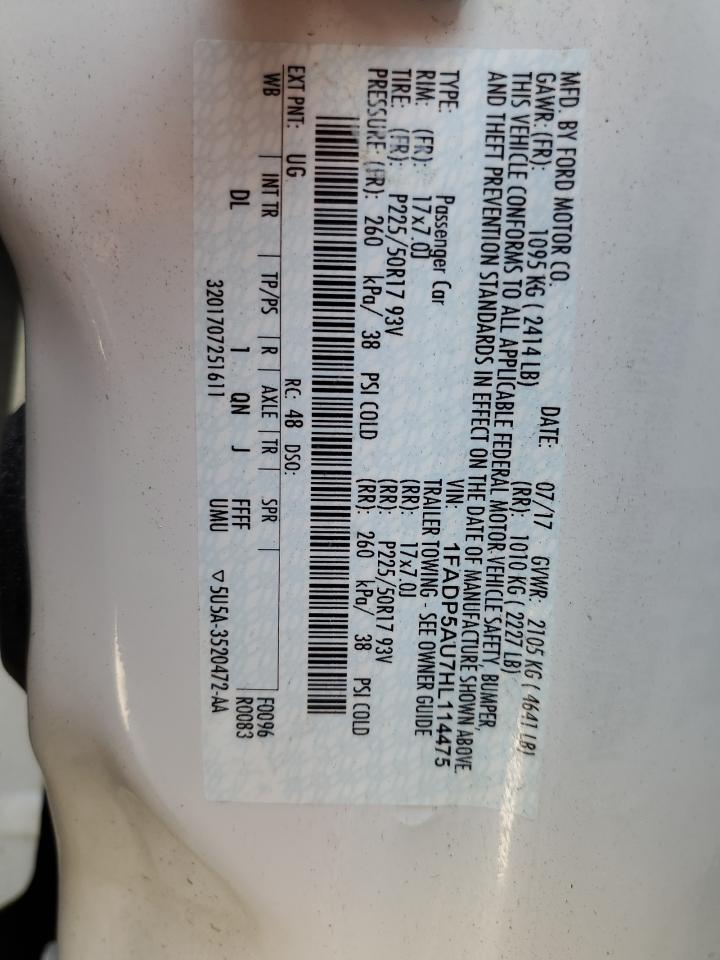 MFD. BY FORD MOTOR CO.
DATE: 07/17 GVWR: 2105 KG ( 4641 LB)
GAWR: (FR): 1095 KG ( 2414 LB) (RR): 1010 KG ( 2227 LB)
THIS VEHICLE CONFORMS TO ALL APPLICABLE FEDERAL MOTOR VEHICLE SAFETY, BUMPER,
AND THEFT PREVENTION STANDARDS IN EFFECT ON THE DATE OF MANUFACTURE SHOWN ABOVE.
VIN: 1FADP5AU7HL114475
TYPE: Passenger Car TRAILER TOWING - SEE OWNER GUIDE
RIM: (FR): 17x7.0J (RR): 17x7.0J
TIRE: (FR): P225/50R17 93V (RR): P225/50R17 93V
PRESSURE: (FR): 260 kPa/ 38 PSI COLD (RR): 260 kPa/ 38 PSI COLD
EXT PNT: UG RC: 48 DSO:
WB INT TR TP/PS R AXLE TR SPR F0096
DL 1 QN J FFFF R0083
3201707251611 UMU ▽5U5A-3520472-AA